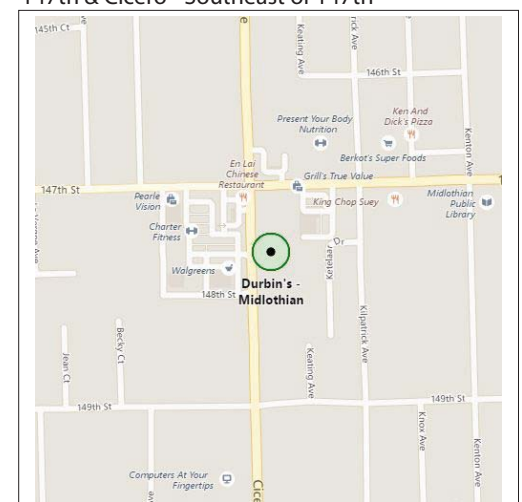 147th & Cicero - Southeast of 147th
145th Ct
Keating Ave
146th St
Present Your Body
Nutrition
Ken And
Dick's Pizza
Kenton Ave
En Lai
Chinese
Restaurant
Berkot's Super Foods
Grill's True Value
147th St
Pearle
Vision
King Chop Suey
Midlothian
Public
Library
Charter
Fitness
Dr
Ketelaar
Walgreens
Durbin's -
Midlothian
148th St
Kilpatrick Ave
Becky Ct
Jean Ct
Keating Ave
149th St
149th St
Knox Ave
Kenton Ave
Computers At Your
Fingertips